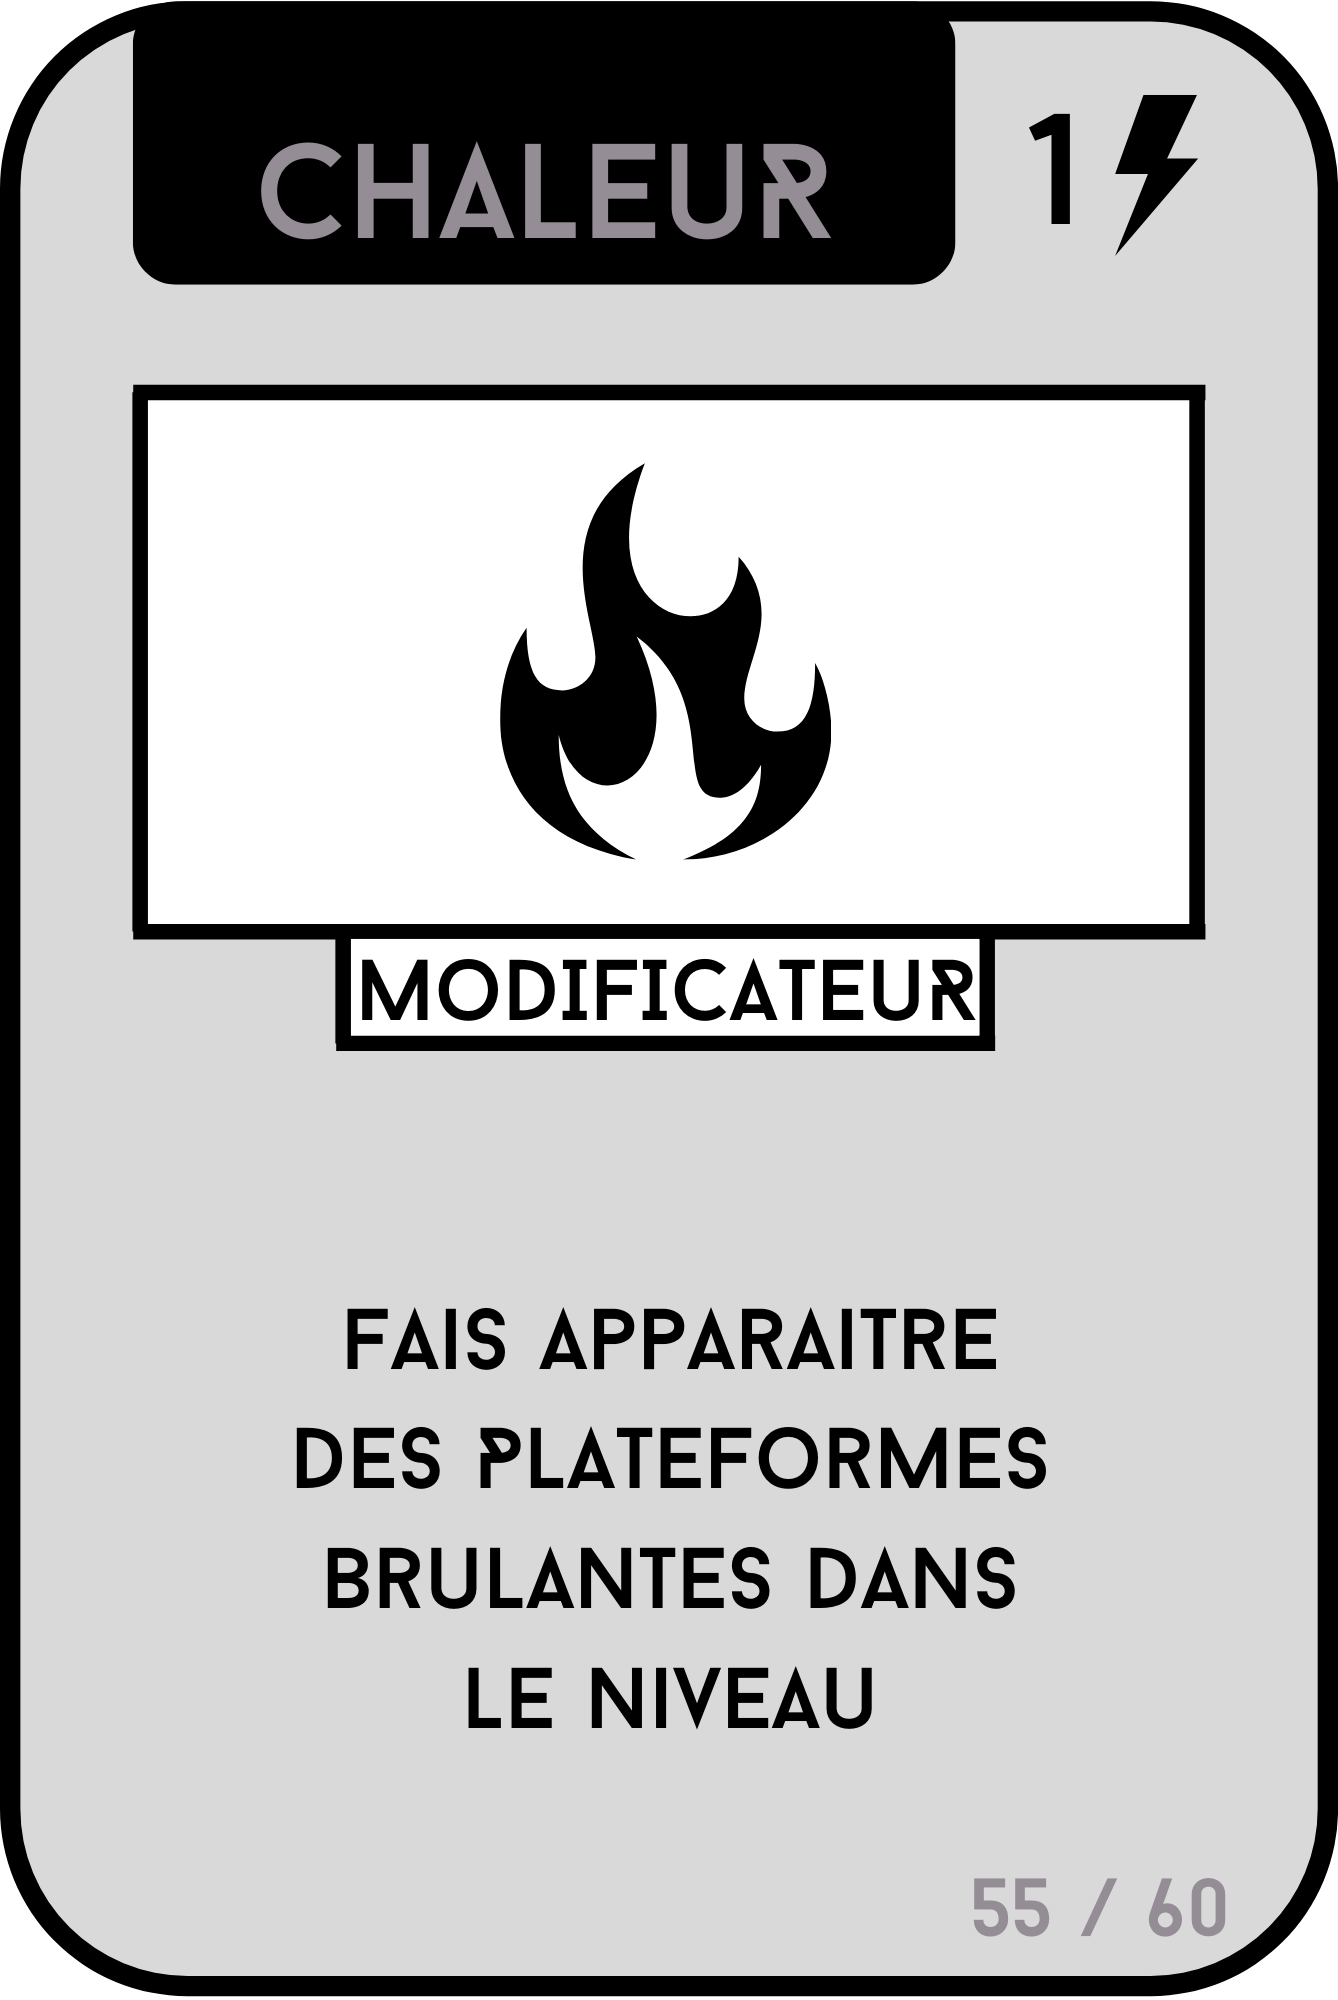 CHALEUR
1
MODIFICATEUR
FAIS APPARAITRE
DES PLATEFORMES
BRULANTES DANS
LE NIVEAU
55 / 60